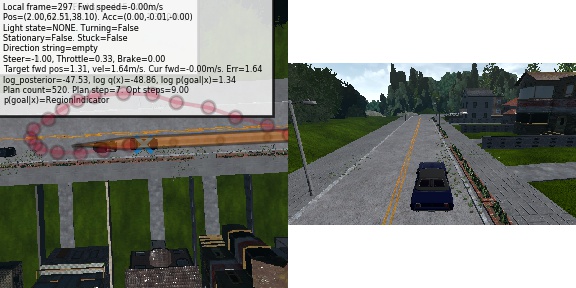 Local frame=297. Fwd speed=-0.00m/s
Pos=(2.00,62.51,38.10). Acc=(0.00,-0.01,-0.00)
Light state=NONE. Turning=False
Stationary=False. Stuck=False
Direction string=empty
Steer=-1.00, Throttle=0.33, Brake=0.00
Target fwd pos=1.31, vel=1.64m/s. Cur fwd=-0.00m/s. Err=1.64
log_posterior=-47.53, log q(x)=-48.86, log p(goal|x)=1.34
Plan count=520. Plan step=7. Opt steps=9.00
p(goal|x)=RegionIndicator